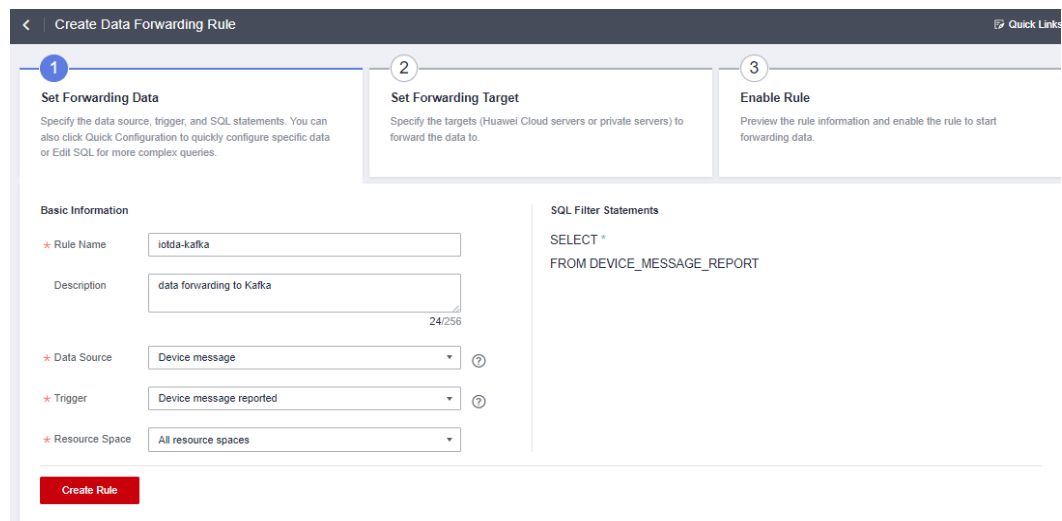 Create Data Forwarding Rule
Quick Links
1
Set Forwarding Data
Specify the data source, trigger, and SQL statements. You can
also click Quick Configuration to quickly configure specific data
or Edit SQL for more complex queries.
2
Set Forwarding Target
Specify the targets (Huawei Cloud servers or private servers) to
forward the data to.
3
Enable Rule
Preview the rule information and enable the rule to start
forwarding data.
Basic Information
* Rule Name
iotda-kafka
Description
data forwarding to Kafka
24/256
* Data Source
Device message
?
* Trigger
Device message reported
?
* Resource Space
All resource spaces
Create Rule
SQL Filter Statements
SELECT *
FROM DEVICE_MESSAGE_REPORT